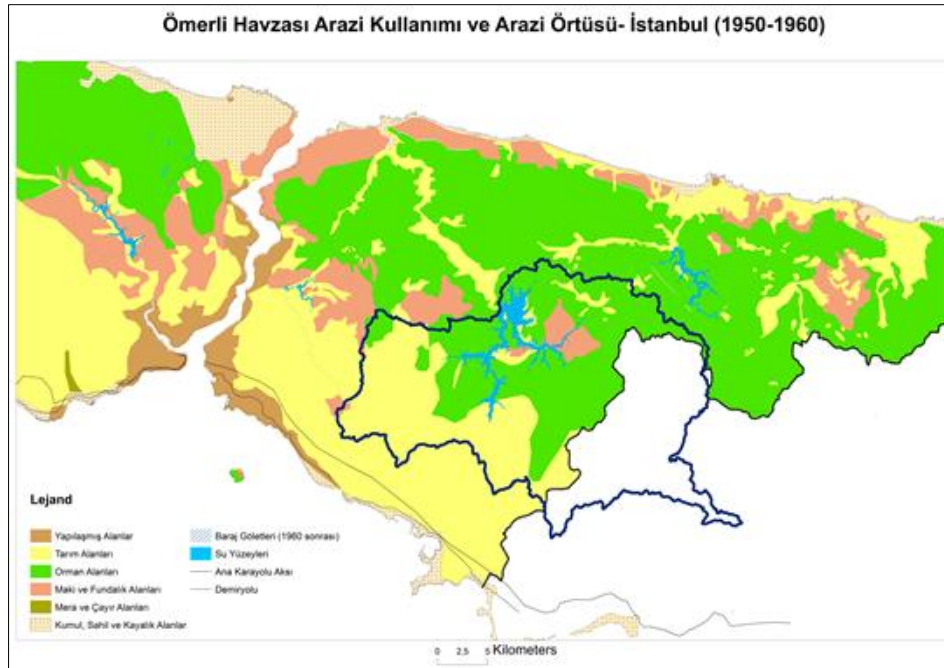 Ömerli Havzası Arazi Kullanımı ve Arazi Örtüsü- İstanbul (1950-1960)
Lejand
Yapılaşmış Alanlar
Tarım Alanları
Orman Alanları
Maki ve Fundalık Alanları
Mera ve Çayır Alanları
Kumul, Sahil ve Kayalık Alanlar
Baraj Göletleri (1960 sonrası)
Su Yüzeyleri
Ana Karayolu Aksı
Demiryolu
0 2,5 5 Kilometers